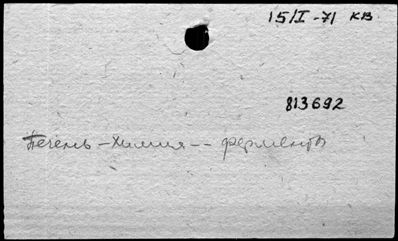 15/I-71 КВ
813692
Печень - химия -- ферменты